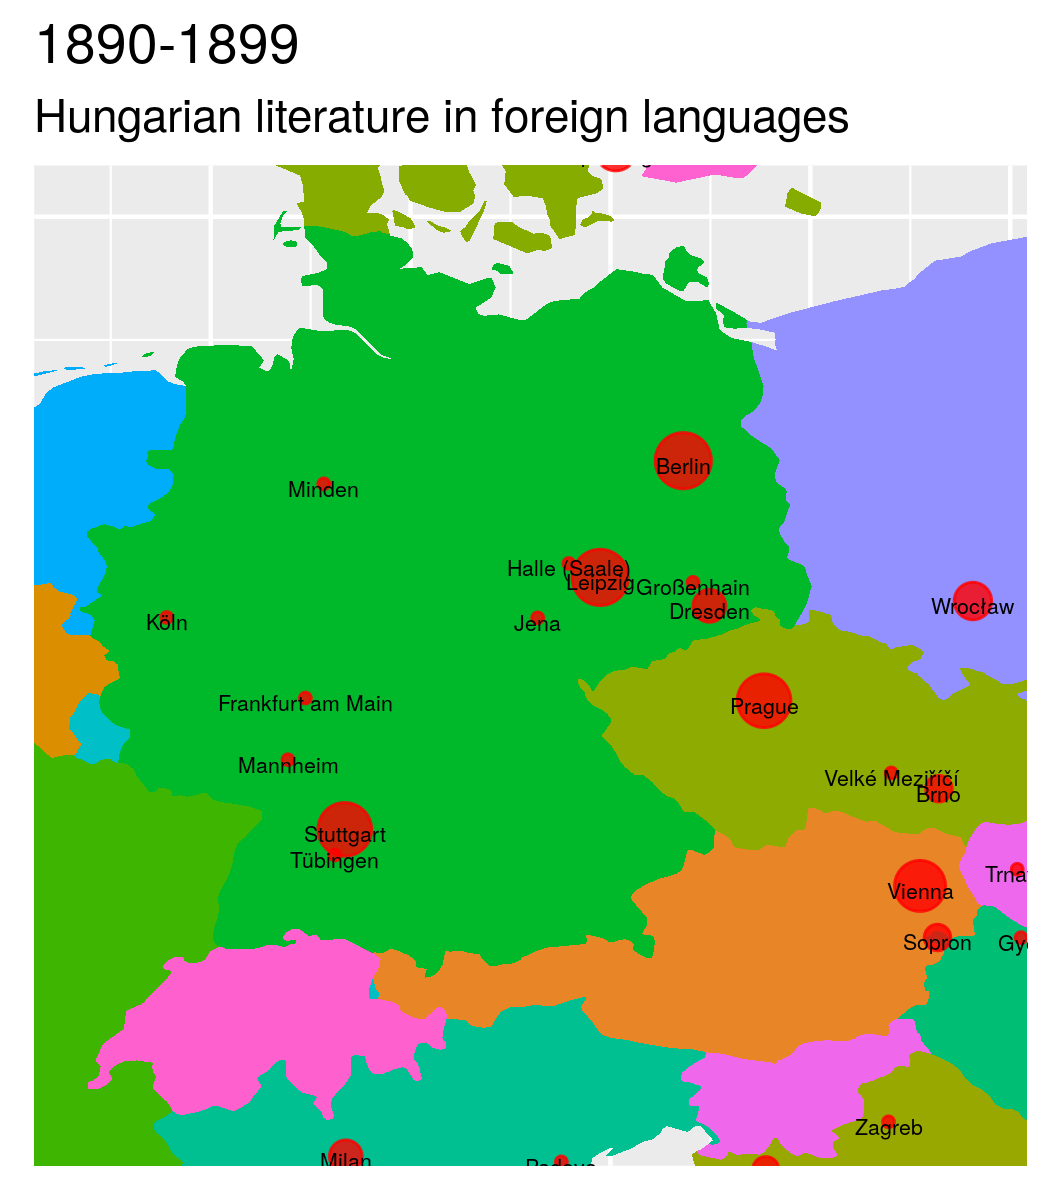 1890-1899
Hungarian literature in foreign languages
Berlin
Minden
Halle (Saale)
Leipzig
Großenhain
Wrocław
Dresden
Köln
Jena
Frankfurt am Main
Prague
Mannheim
Velké Meziříčí
Brno
Stuttgart
Tübingen
Trna
Vienna
Sopron
Gy
Zagreb
Milan
Padova